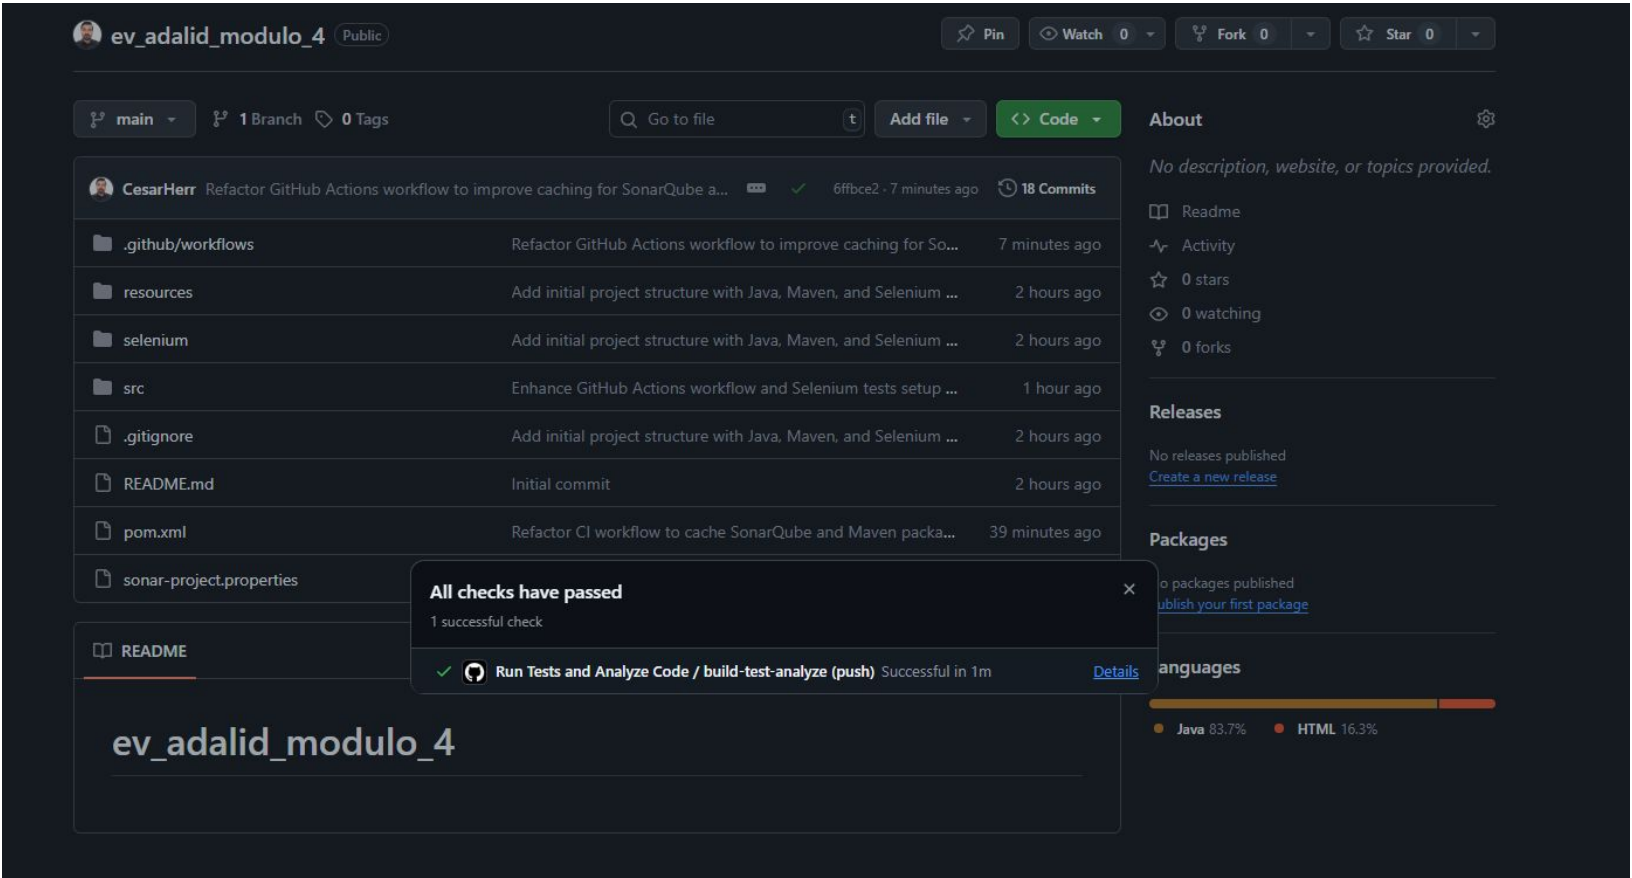 ev_adalid_modulo_4 Public Pin Watch 0 Fork 0 Star 0
main 1 Branch 0 Tags Go to file t Add file Code
CesarHerr Refactor GitHub Actions workflow to improve caching for SonarQube a... 6ffbce2 · 7 minutes ago 18 Commits
.github/workflows Refactor GitHub Actions workflow to improve caching for So... 7 minutes ago
resources Add initial project structure with Java, Maven, and Selenium ... 2 hours ago
selenium Add initial project structure with Java, Maven, and Selenium ... 2 hours ago
src Enhance GitHub Actions workflow and Selenium tests setup ... 1 hour ago
.gitignore Add initial project structure with Java, Maven, and Selenium ... 2 hours ago
README.md Initial commit 2 hours ago
pom.xml Refactor CI workflow to cache SonarQube and Maven packa... 39 minutes ago
sonar-project.properties
All checks have passed
1 successful check
Run Tests and Analyze Code / build-test-analyze (push) Successful in 1m Details
README
ev_adalid_modulo_4
About
No description, website, or topics provided.
Readme
Activity
0 stars
0 watching
0 forks
Releases
No releases published
Create a new release
Packages
o packages published
ublish your first package
anguages
Java 83.7% HTML 16.3%